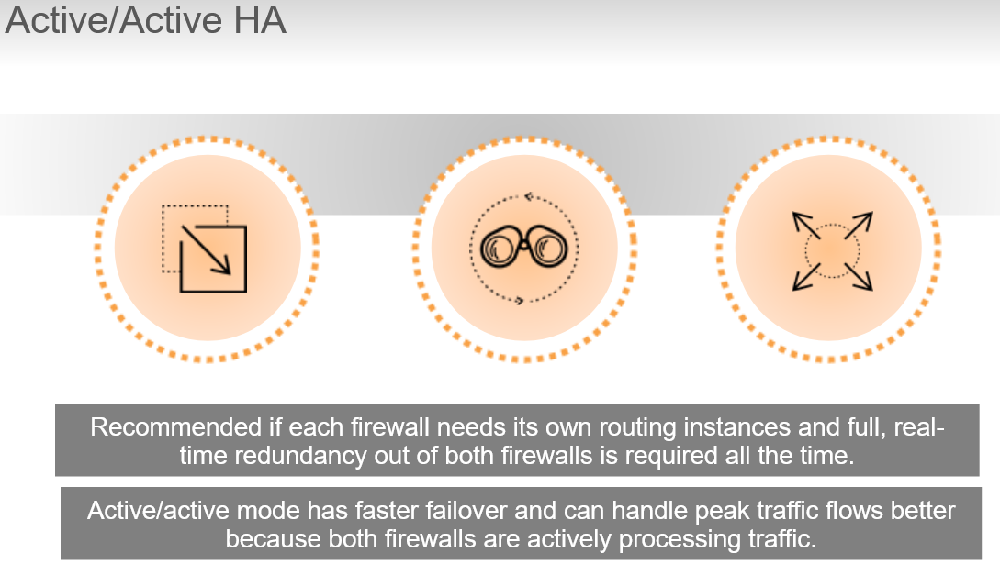 Active/Active HA
Recommended if each firewall needs its own routing instances and full, real-
time redundancy out of both firewalls is required all the time.
Active/active mode has faster failover and can handle peak traffic flows better
because both firewalls are actively processing traffic.